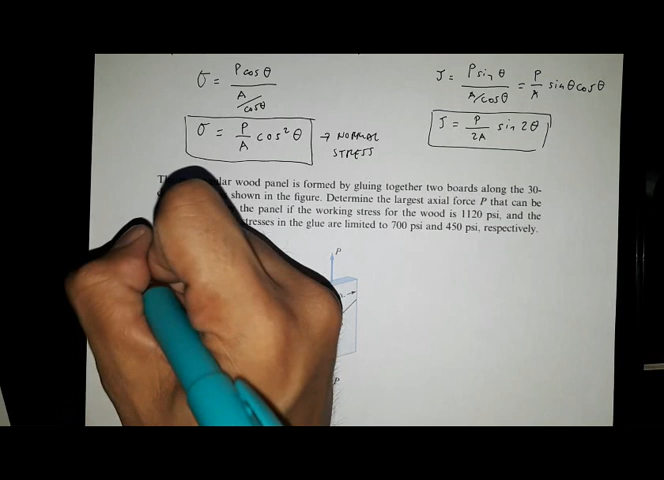 σ = P cos θ / (A / cos θ)
σ = P/A cos² θ → NORMAL STRESS
τ = P sin θ / (A / cos θ) = P/A sin θ cos θ
τ = P/2A sin 2θ
lar wood panel is formed by gluing together two boards along the 30-
shown in the figure. Determine the largest axial force P that can be
the panel if the working stress for the wood is 1120 psi, and the
tresses in the glue are limited to 700 psi and 450 psi, respectively.
P
P